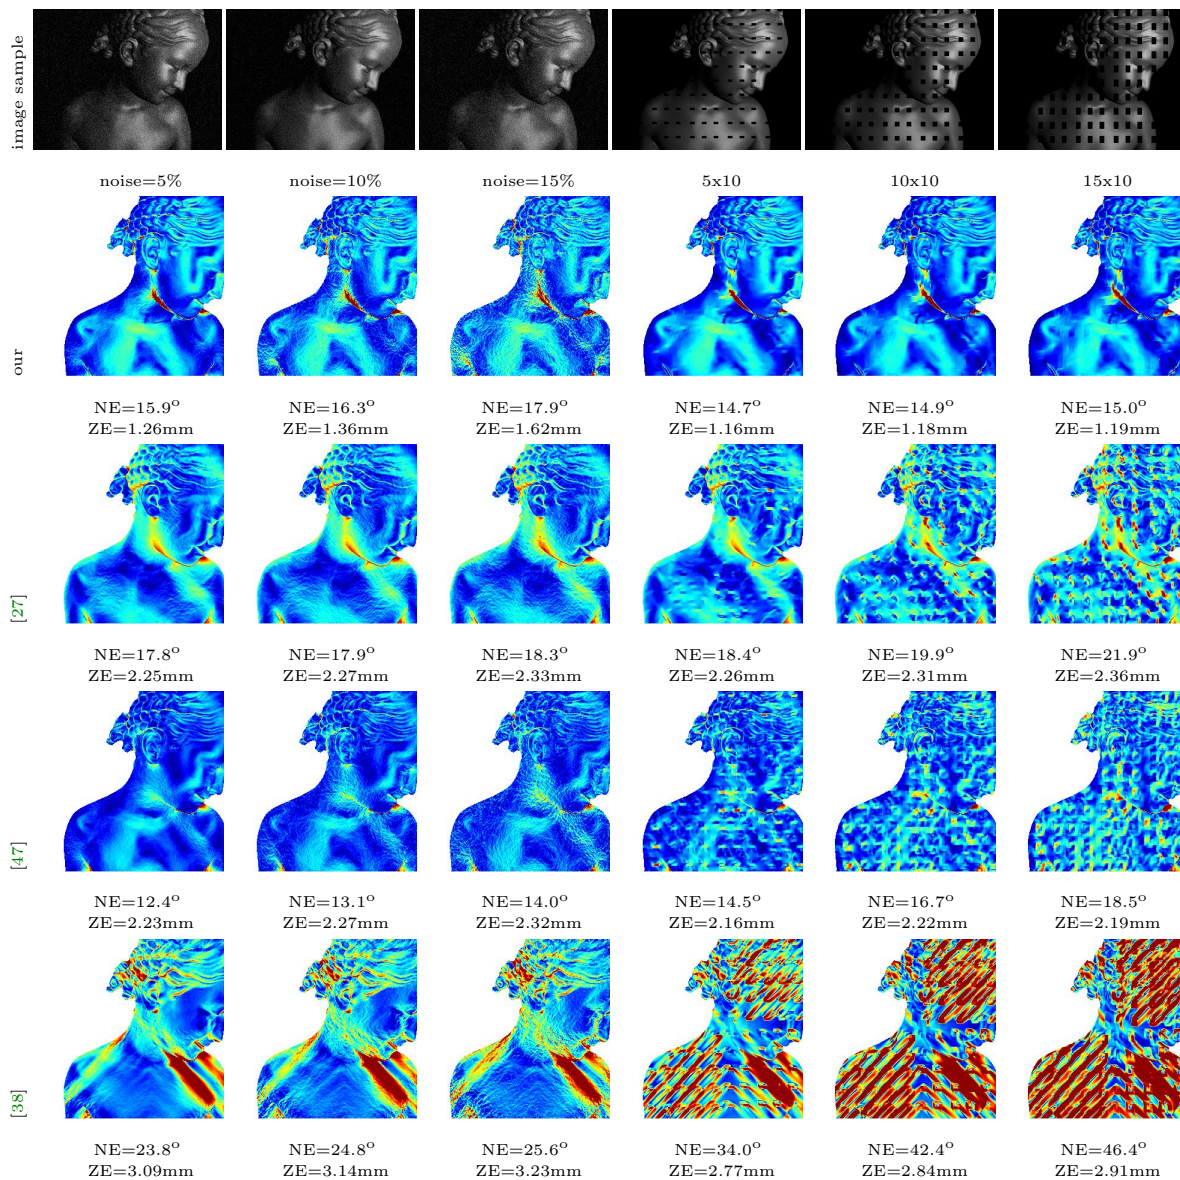 image sample
noise=5% noise=10% noise=15% 5x10 10x10 15x10
our
NE=15.9° NE=16.3° NE=17.9° NE=14.7° NE=14.9° NE=15.0°
ZE=1.26mm ZE=1.36mm ZE=1.62mm ZE=1.16mm ZE=1.18mm ZE=1.19mm
[27]
NE=17.8° NE=17.9° NE=18.3° NE=18.4° NE=19.9° NE=21.9°
ZE=2.25mm ZE=2.27mm ZE=2.33mm ZE=2.26mm ZE=2.31mm ZE=2.36mm
[47]
NE=12.4° NE=13.1° NE=14.0° NE=14.5° NE=16.7° NE=18.5°
ZE=2.23mm ZE=2.27mm ZE=2.32mm ZE=2.16mm ZE=2.22mm ZE=2.19mm
[38]
NE=23.8° NE=24.8° NE=25.6° NE=34.0° NE=42.4° NE=46.4°
ZE=3.09mm ZE=3.14mm ZE=3.23mm ZE=2.77mm ZE=2.84mm ZE=2.91mm